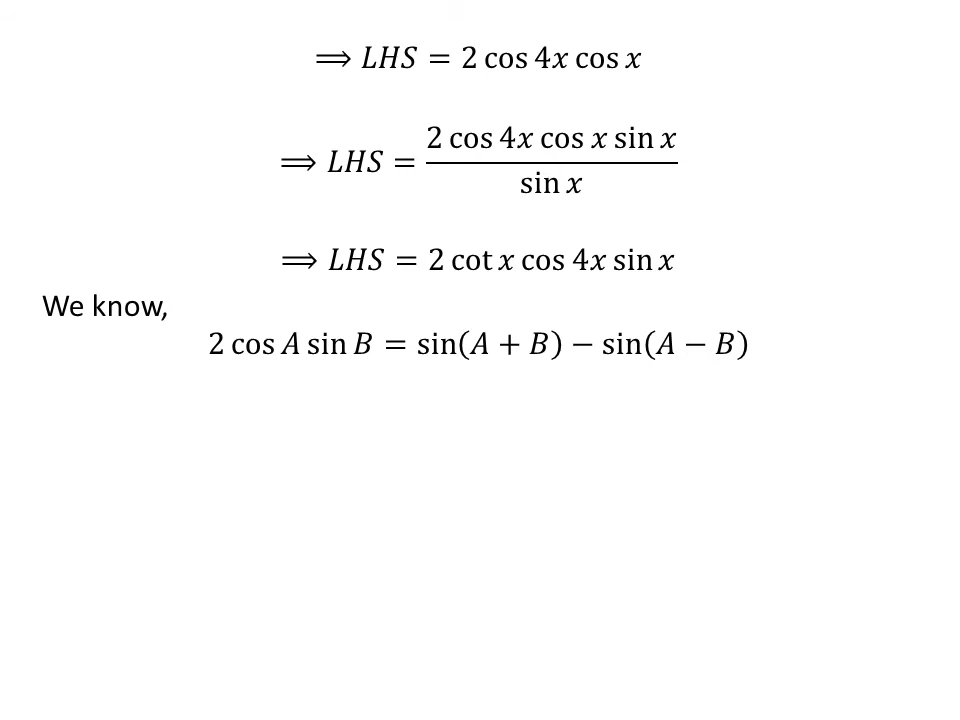 ⟹ 𝐿𝐻𝑆 = 2 cos 4𝑥 cos 𝑥
⟹ 𝐿𝐻𝑆 = (2 cos 4𝑥 cos 𝑥 sin 𝑥)/(sin 𝑥)
⟹ 𝐿𝐻𝑆 = 2 cot 𝑥 cos 4𝑥 sin 𝑥
We know,
2 cos 𝐴 sin 𝐵 = sin(𝐴 + 𝐵) − sin(𝐴 − 𝐵)